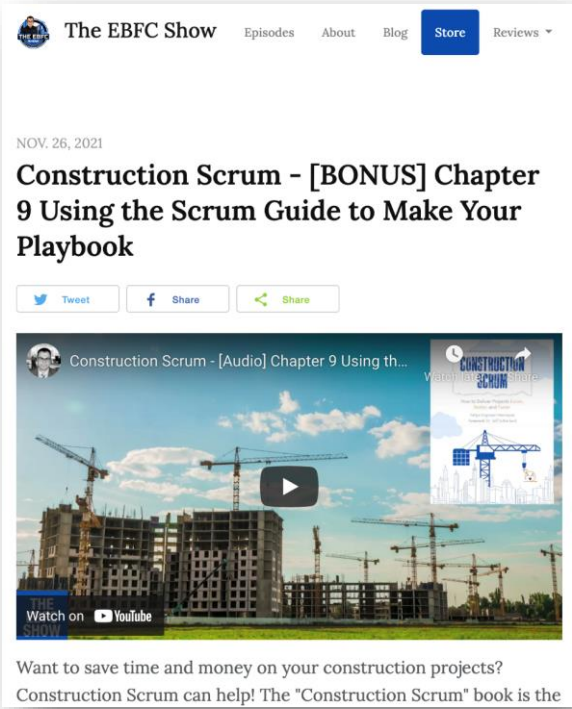 The EBFC Show
Episodes
About
Blog
Store
Reviews
NOV. 26, 2021
Construction Scrum - [BONUS] Chapter
9 Using the Scrum Guide to Make Your
Playbook
Tweet
Share
Share
Construction Scrum - [Audio] Chapter 9 Using th...
CONSTRUCTION
SCRUM
THE
SHOW
Watch on YouTube
Want to save time and money on your construction projects?
Construction Scrum can help! The "Construction Scrum" book is the